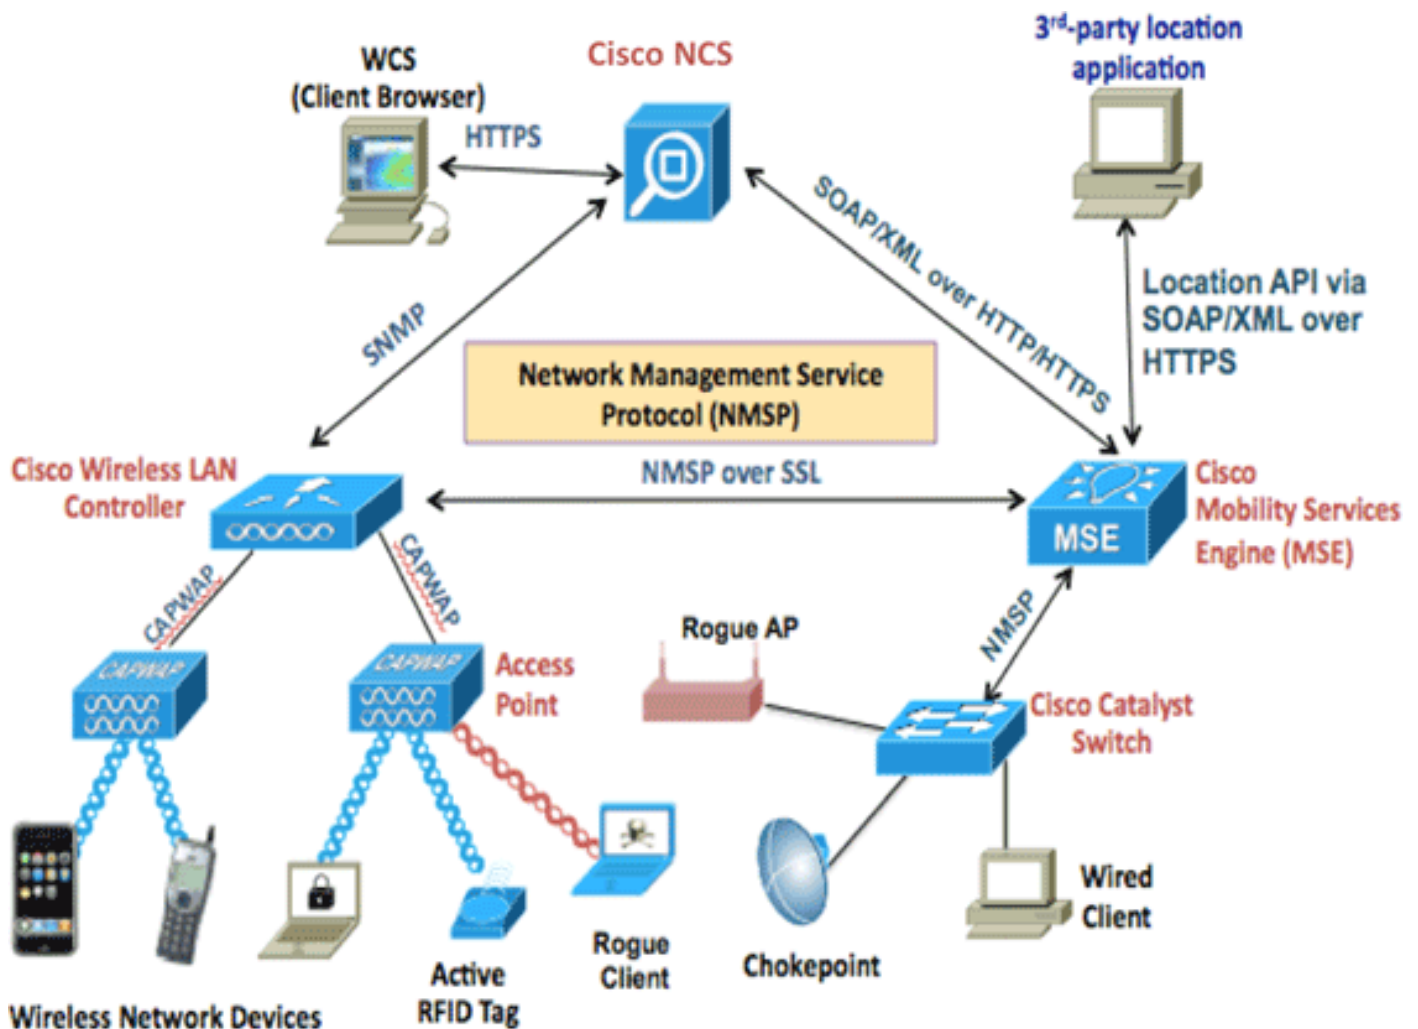 WCS
(Client Browser)
Cisco NCS
3rd-party location
application
HTTPS
SOAP/XML over HTTP/HTTPS
Location API via
SOAP/XML over
HTTPS
SNMP
Network Management Service
Protocol (NMSP)
Cisco Wireless LAN
Controller
NMSP over SSL
Cisco
Mobility Services
Engine (MSE)
MSE
CAPWAP
CAPWAP
NMSP
Rogue AP
CAPWAP
CAPWAP
Access
Point
Cisco Catalyst
Switch
Wired
Client
Rogue
Client
Chokepoint
Active
RFID Tag
Wireless Network Devices